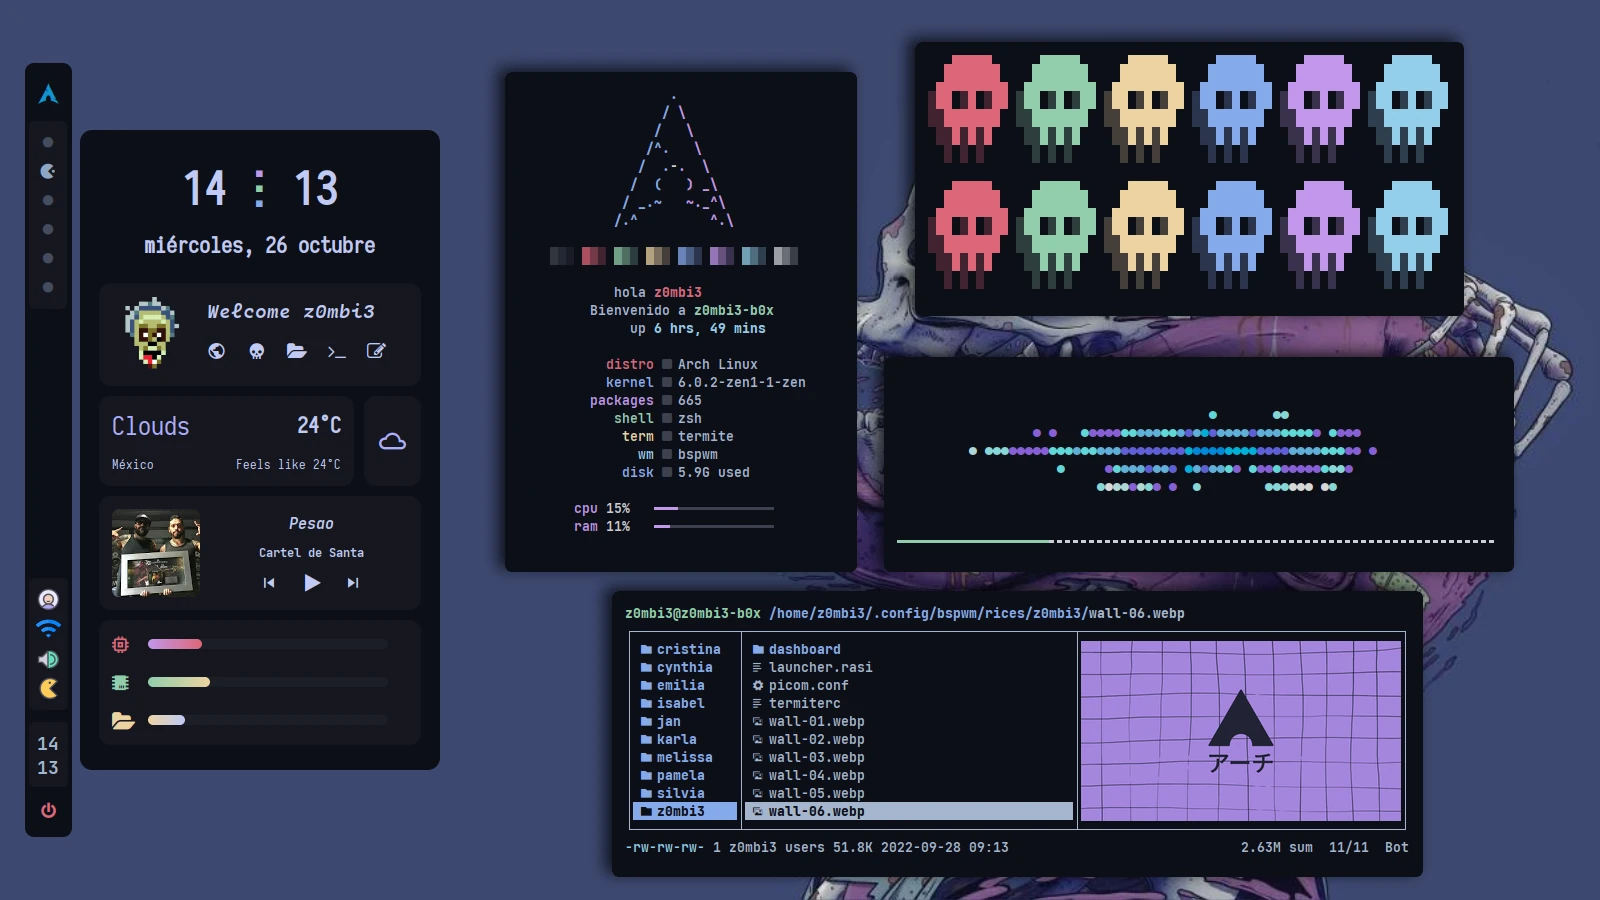 14 : 13
miércoles, 26 octubre
Welcome z0mbi3
Clouds
24°C
México
Feels like 24°C
Pesao
Cartel de Santa
14
13
hola z0mbi3
Bienvenido a z0mbi3-b0x
up 6 hrs, 49 mins
distro Arch Linux
kernel 6.0.2-zen1-1-zen
packages 665
shell zsh
term termite
wm bspwm
disk 5.9G used
cpu 15%
ram 11%
z0mbi3@z0mbi3-b0x /home/z0mbi3/.config/bspwm/rices/z0mbi3/wall-06.webp
cristina
cynthia
emilia
isabel
jan
karla
melissa
pamela
silvia
z0mbi3
dashboard
launcher.rasi
picom.conf
termiterc
wall-01.webp
wall-02.webp
wall-03.webp
wall-04.webp
wall-05.webp
wall-06.webp
アーチ
-rw-rw-rw- 1 z0mbi3 users 51.8K 2022-09-28 09:13
2.63M sum 11/11 Bot